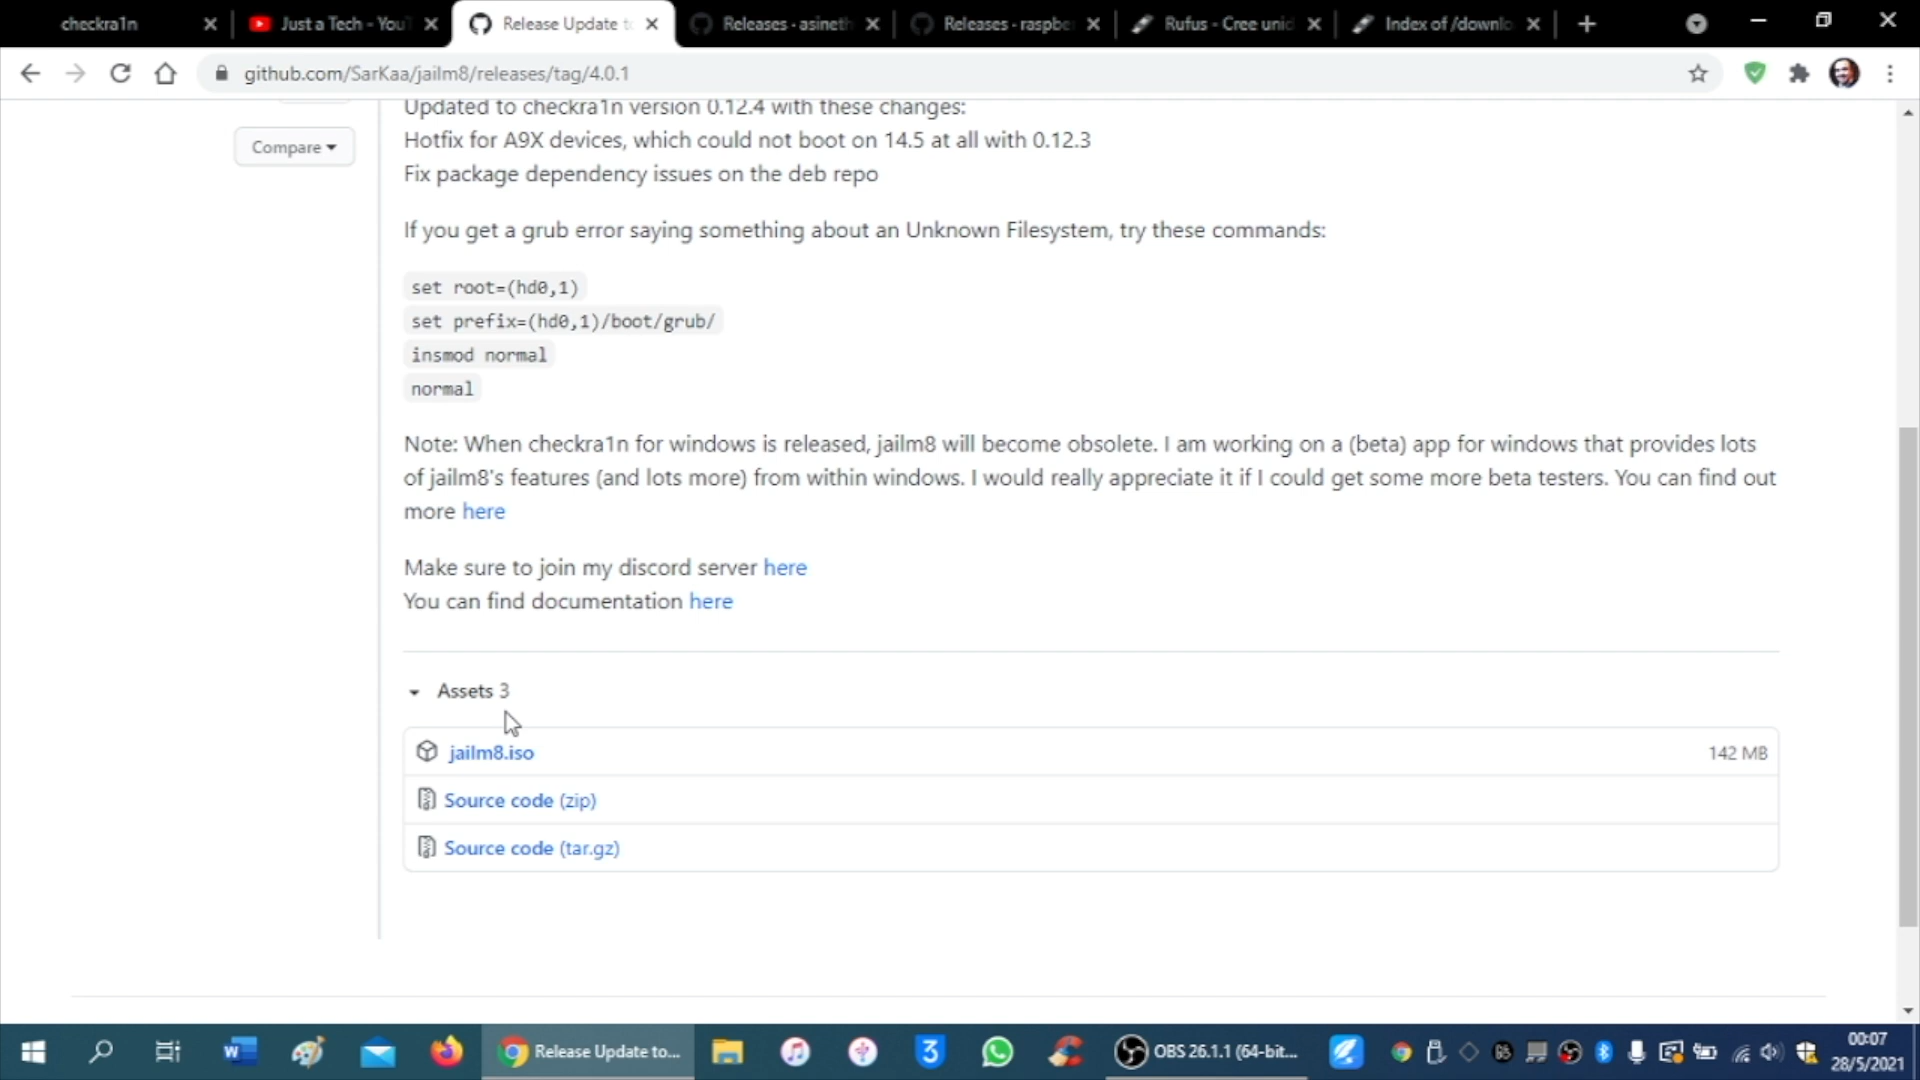 checkra1n
Just a Tech - YouT
Release Update to
Releases · asineth
Releases · raspber
Rufus - Cree unid
Index of /downlo
github.com/SarKaa/jailm8/releases/tag/4.0.1
Compare
Updated to checkra1n version 0.12.4 with these changes:
Hotfix for A9X devices, which could not boot on 14.5 at all with 0.12.3
Fix package dependency issues on the deb repo
If you get a grub error saying something about an Unknown Filesystem, try these commands:
set root=(hd0,1)
set prefix=(hd0,1)/boot/grub/
insmod normal
normal
Note: When checkra1n for windows is released, jailm8 will become obsolete. I am working on a (beta) app for windows that provides lots
of jailm8's features (and lots more) from within windows. I would really appreciate it if I could get some more beta testers. You can find out
more here
Make sure to join my discord server here
You can find documentation here
Assets 3
jailm8.iso 142 MB
Source code (zip)
Source code (tar.gz)
Release Update to...
OBS 26.1.1 (64-bit...
00:07
28/5/2021